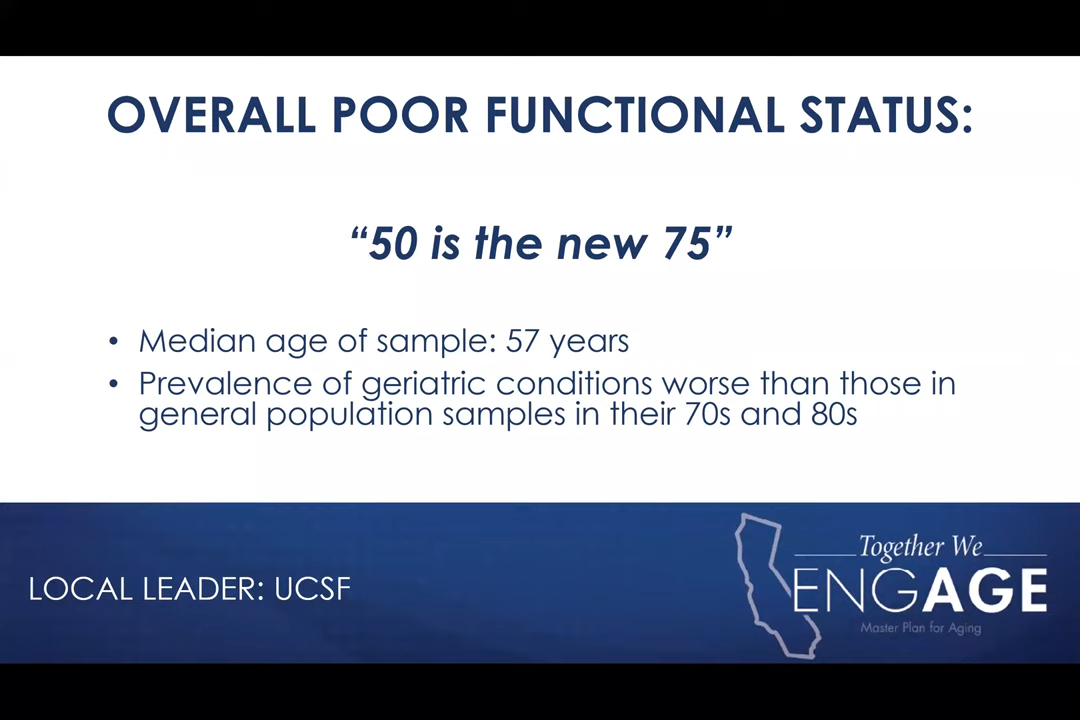 OVERALL POOR FUNCTIONAL STATUS:
“50 is the new 75”
• Median age of sample: 57 years
• Prevalence of geriatric conditions worse than those in
general population samples in their 70s and 80s
LOCAL LEADER: UCSF
Together We
ENGAGE
Master Plan for Aging